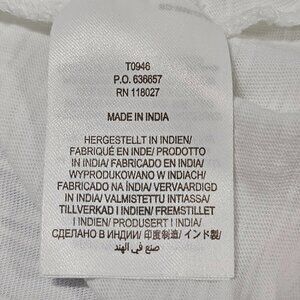 T0946
P.O. 636657
RN 118027
MADE IN INDIA
HERGESTELLT IN INDIEN/
FABRIQUÉ EN INDE/ PRODOTTO
IN INDIA/ FABRICADO EN INDIA/
WYPRODUKOWANO W INDIACH/
FABRICADO NA ÍNDIA/ VERVAARDIGD
IN INDIA/ VALMISTETTU INTIASSA/
TILLVERKAD I INDIEN/ FREMSTILLET
I INDIEN/ PRODUSERT I INDIA/
СДЕЛАНО В ИНДИИ/ 印度制造/ インド製/
صنع في الهند